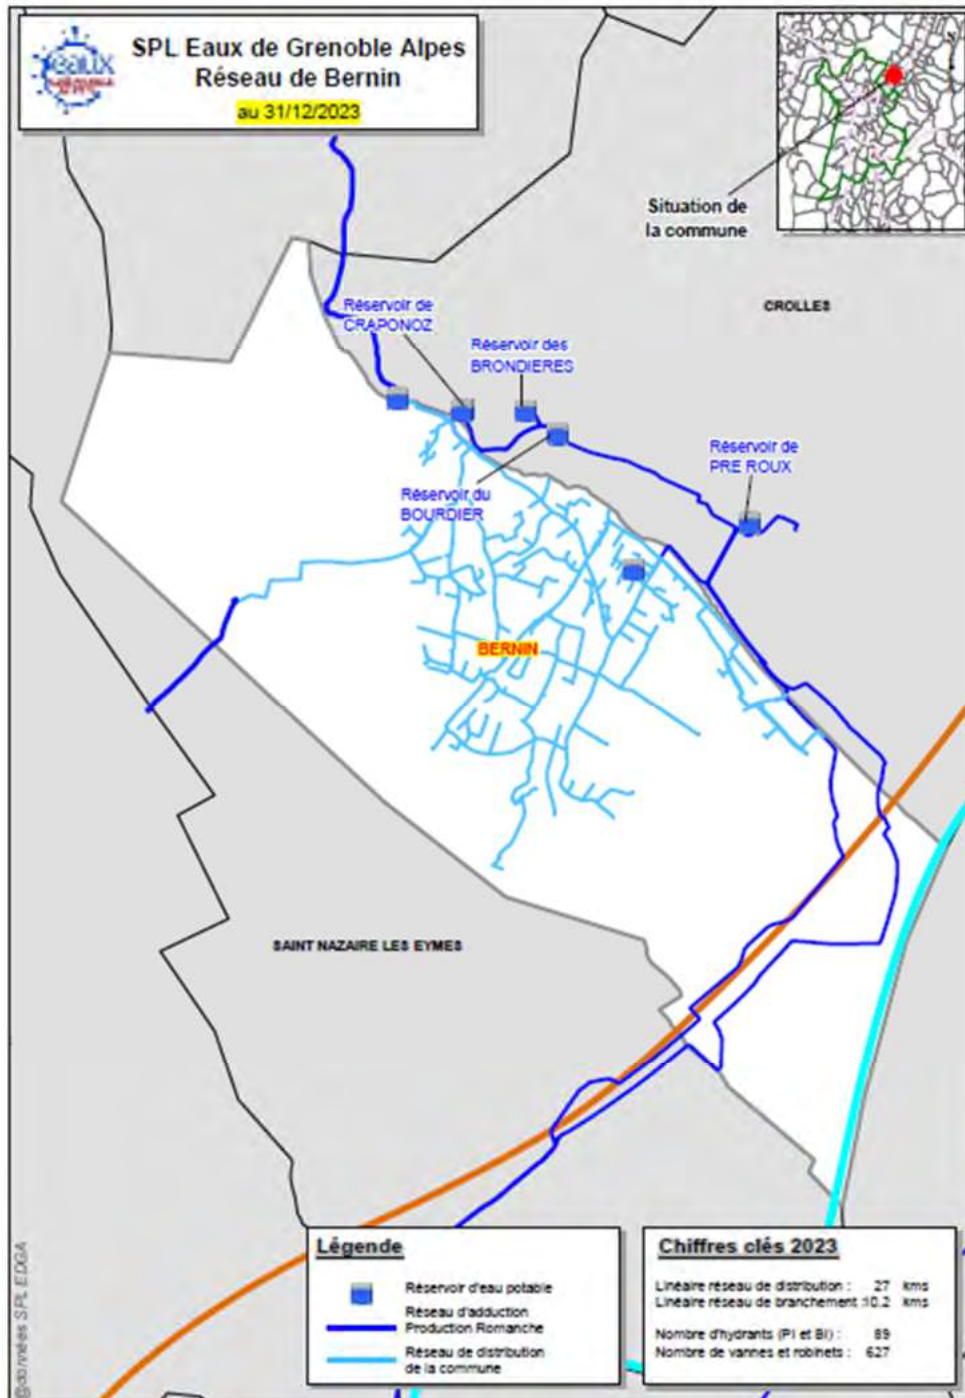 eaux
SPL Eaux de Grenoble Alpes
Réseau de Bernin
au 31/12/2023
Situation de
la commune
CROLLES
Réservoir de
CRAPONOZ
Réservoir des
BRONDIERES
Réservoir de
PRE ROUX
Réservoir du
BOURDIER
BERNIN
SAINT NAZAIRE LES EYMES
Légende
Réservoir d'eau potable
Réseau d'adduction
Production Romanche
Réseau de distribution
de la commune
Chiffres clés 2023
Linéaire réseau de distribution : 27 kms
Linéaire réseau de branchement :10.2 kms
Nombre d'hydrants (PI et BI) : 89
Nombre de vannes et robinets : 627
@données SPL EDGA